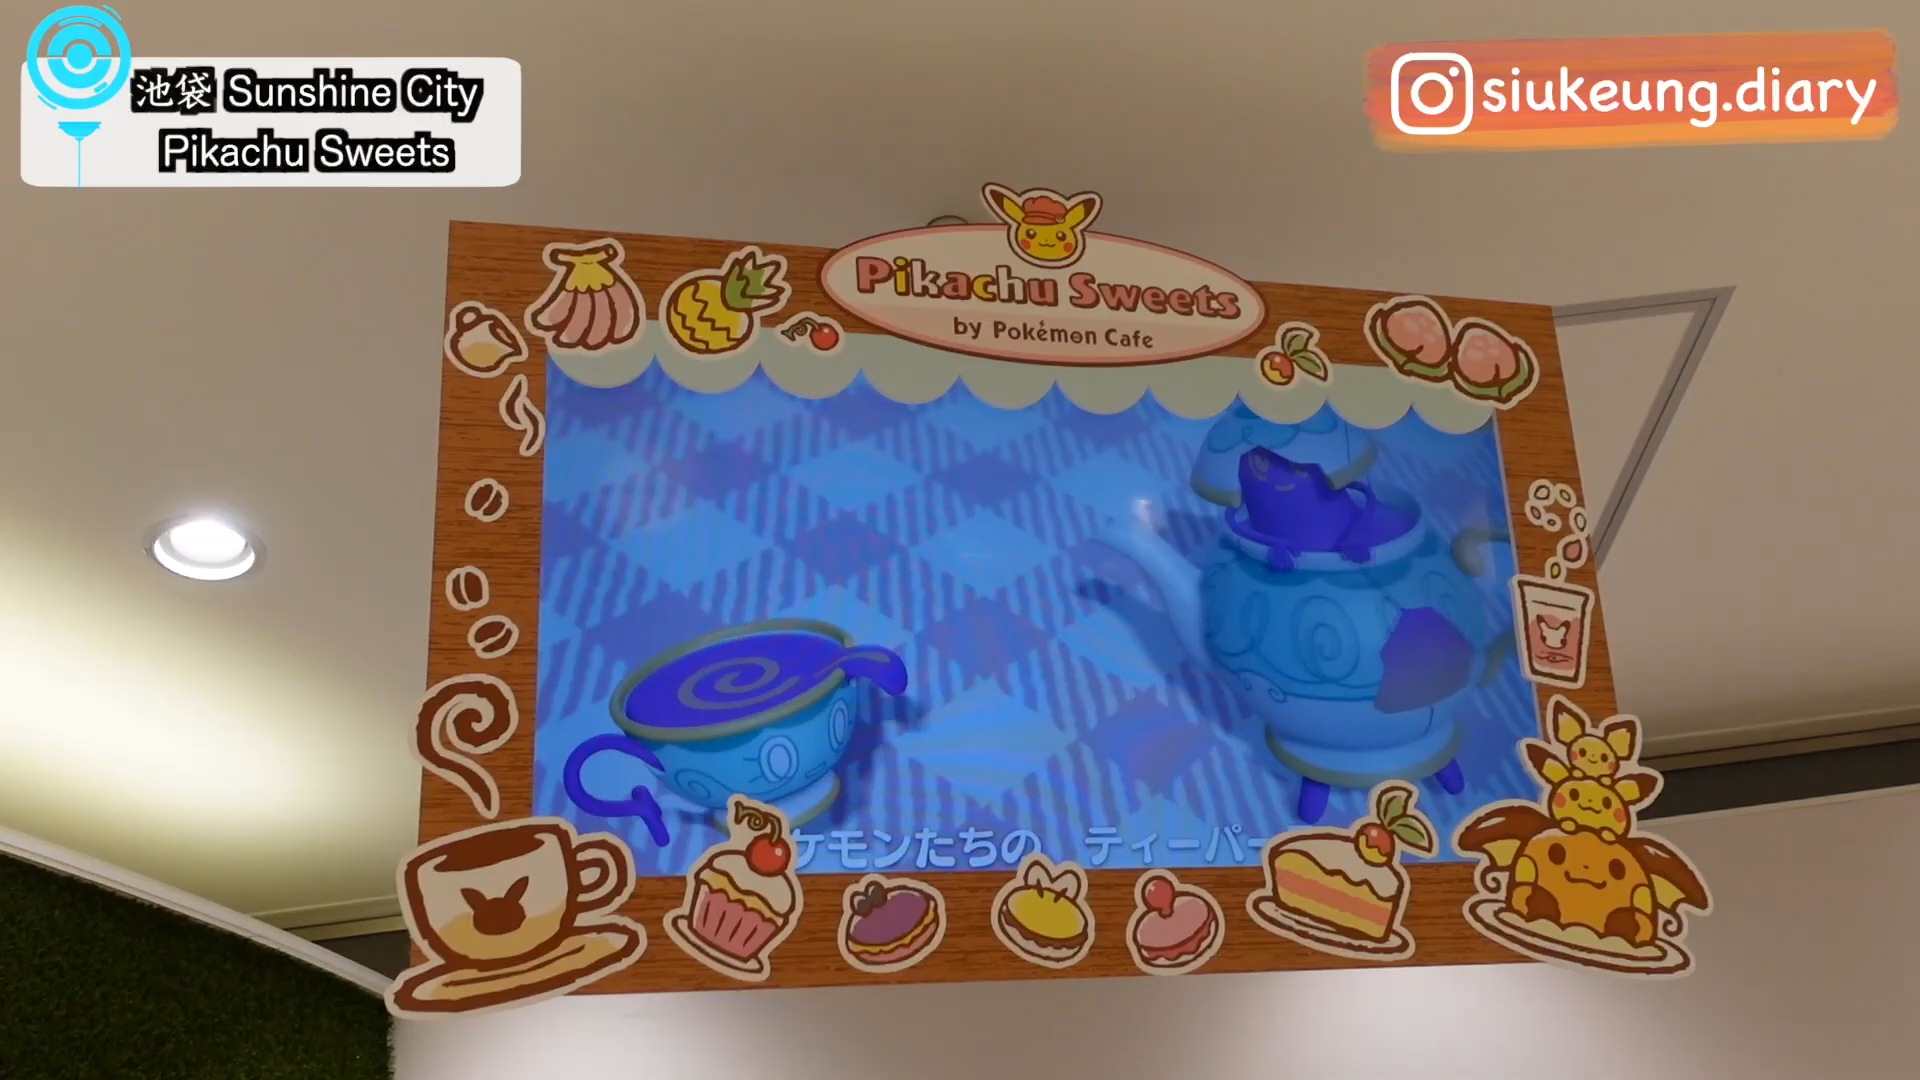 池袋 Sunshine City
Pikachu Sweets
siukeung.diary
Pikachu Sweets
by Pokémon Cafe
ケモンたちの ティーパー